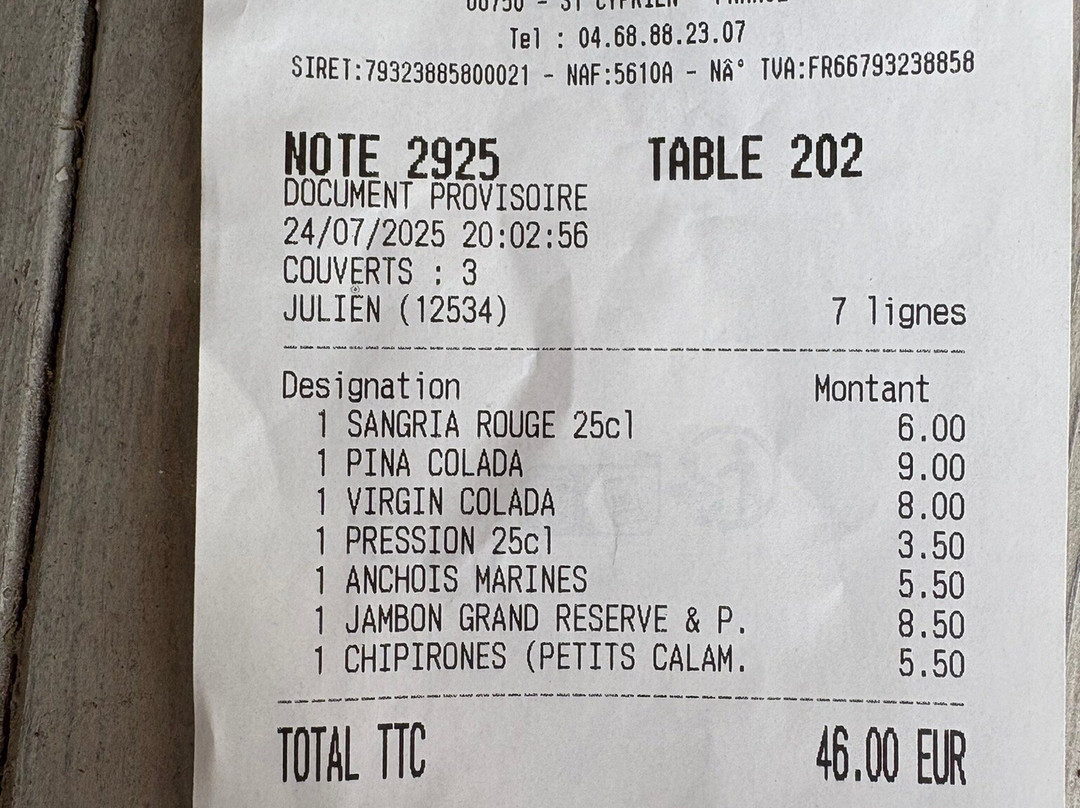 66750 - ST CYPRIEN - FRANCE
Tel : 04.68.88.23.07
SIRET:79323885800021 - NAF:5610A - NÂ° TVA:FR66793238858
NOTE 2925 TABLE 202
DOCUMENT PROVISOIRE
24/07/2025 20:02:56
COUVERTS : 3
JULIEN (12534) 7 lignes
Designation Montant
1 SANGRIA ROUGE 25cl 6.00
1 PINA COLADA 9.00
1 VIRGIN COLADA 8.00
1 PRESSION 25cl 3.50
1 ANCHOIS MARINES 5.50
1 JAMBON GRAND RESERVE & P. 8.50
1 CHIPIRONES (PETITS CALAM. 5.50
TOTAL TTC 46.00 EUR